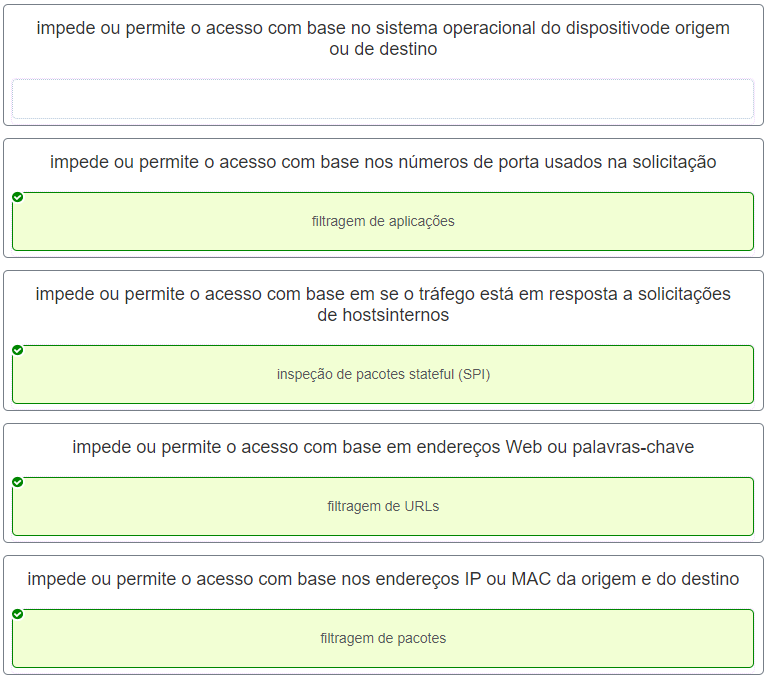 impede ou permite o acesso com base no sistema operacional do dispositivode origem
ou de destino
impede ou permite o acesso com base nos números de porta usados na solicitação
filtragem de aplicações
impede ou permite o acesso com base em se o tráfego está em resposta a solicitações
de hostsinternos
inspeção de pacotes stateful (SPI)
impede ou permite o acesso com base em endereços Web ou palavras-chave
filtragem de URLs
impede ou permite o acesso com base nos endereços IP ou MAC da origem e do destino
filtragem de pacotes